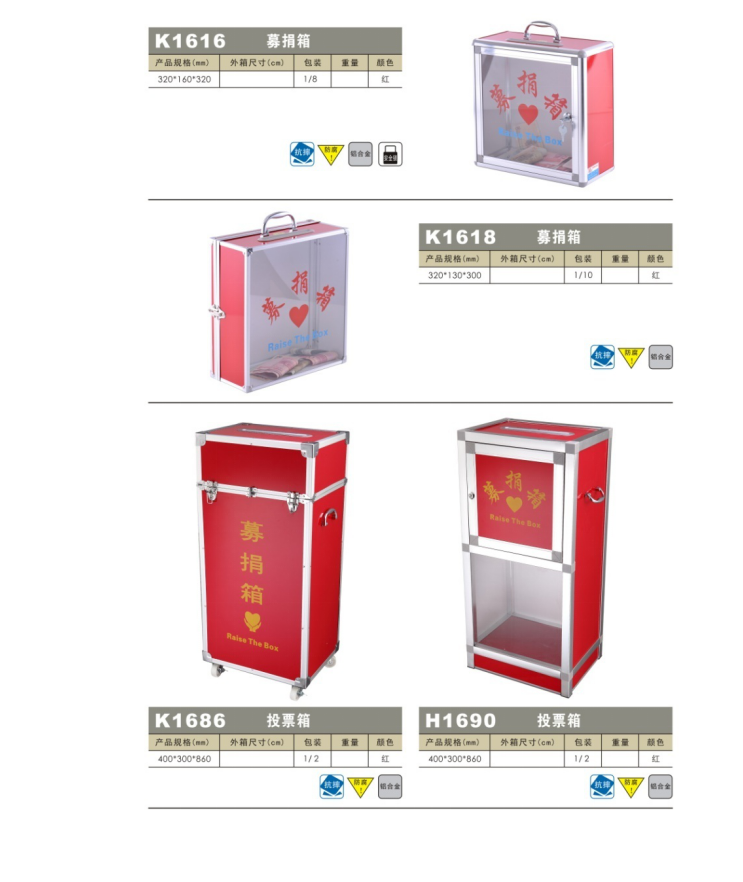 K1616 募捐箱
产品规格(mm) 外箱尺寸(cm) 包装 重量 颜色
320*160*320 1/8 红
抗摔 防腐! 铝合金 安全锁
募捐箱
Raise The Box
募捐箱
Raise The Box
K1618 募捐箱
产品规格(mm) 外箱尺寸(cm) 包装 重量 颜色
320*130*300 1/10 红
抗摔 防腐! 铝合金
募
捐
箱
Raise The Box
募捐箱
Raise The Box
K1686 投票箱
产品规格(mm) 外箱尺寸(cm) 包装 重量 颜色
400*300*860 1/2 红
抗摔 防腐! 铝合金
H1690 投票箱
产品规格(mm) 外箱尺寸(cm) 包装 重量 颜色
400*300*860 1/2 红
抗摔 防腐! 铝合金